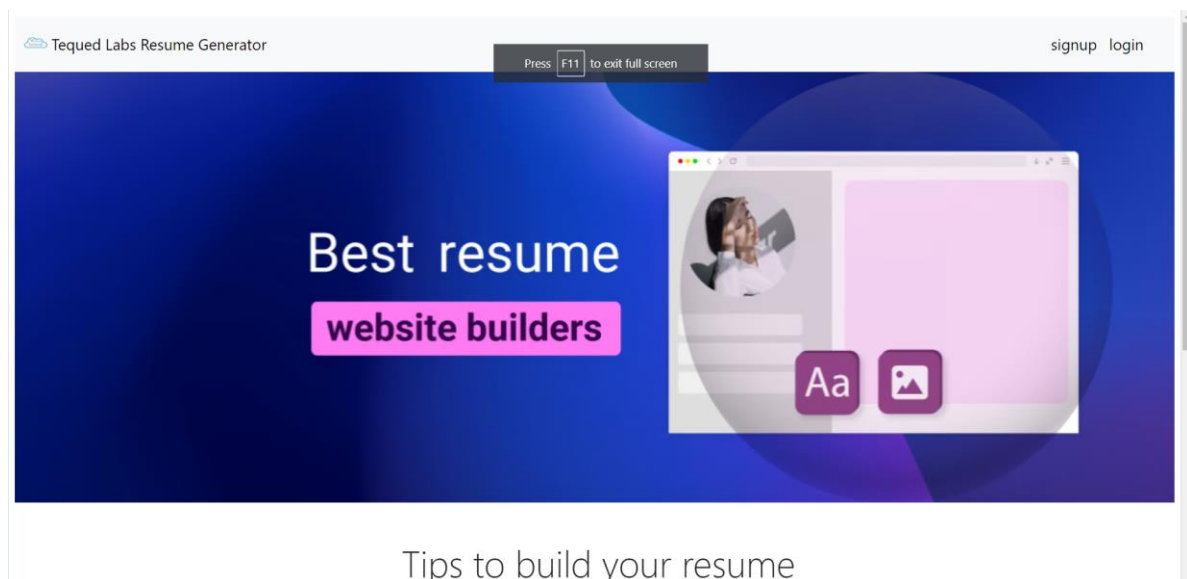 Tequed Labs Resume Generator
signup login
Press F11 to exit full screen
Best resume
website builders
Aa
Tips to build your resume